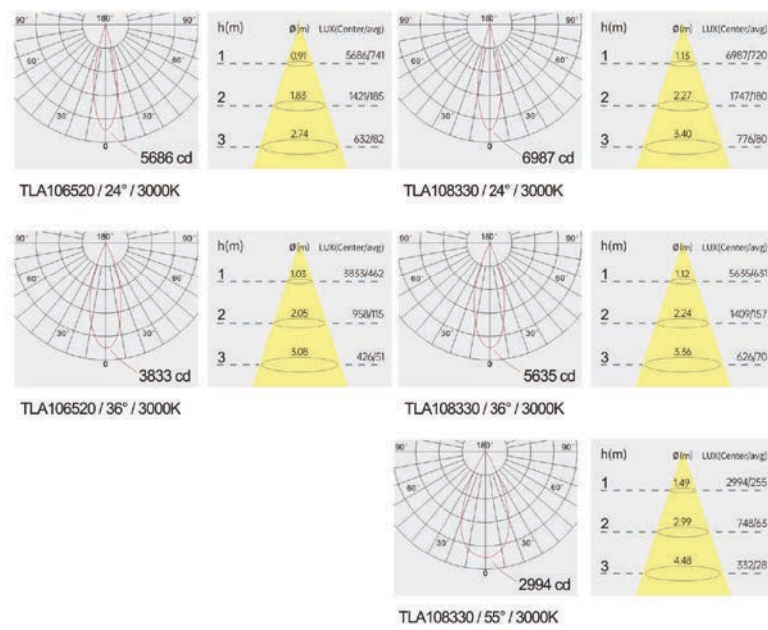 90° 180° 90°
60° 60°
30° 30°
0
5686 cd
h(m) Ø(m) LUX(Center/avg)
1 0.91 5686/741
2 1.83 1421/185
3 2.74 632/82
TLA106520 / 24° / 3000K
90° 180° 90°
60° 60°
30° 30°
0
6987 cd
h(m) Ø(m) LUX(Center/avg)
1 1.13 6987/720
2 2.27 1747/180
3 3.40 776/80
TLA108330 / 24° / 3000K
90° 180° 90°
60° 60°
30° 30°
0
3833 cd
h(m) Ø(m) LUX(Center/avg)
1 1.03 3833/462
2 2.05 958/115
3 3.08 426/51
TLA106520 / 36° / 3000K
90° 180° 90°
60° 60°
30° 30°
0
5635 cd
h(m) Ø(m) LUX(Center/avg)
1 1.12 5635/631
2 2.24 1409/157
3 3.36 626/70
TLA108330 / 36° / 3000K
90° 180° 90°
60° 60°
30° 30°
0
2994 cd
h(m) Ø(m) LUX(Center/avg)
1 1.49 2994/255
2 2.99 748/63
3 4.48 332/28
TLA108330 / 55° / 3000K